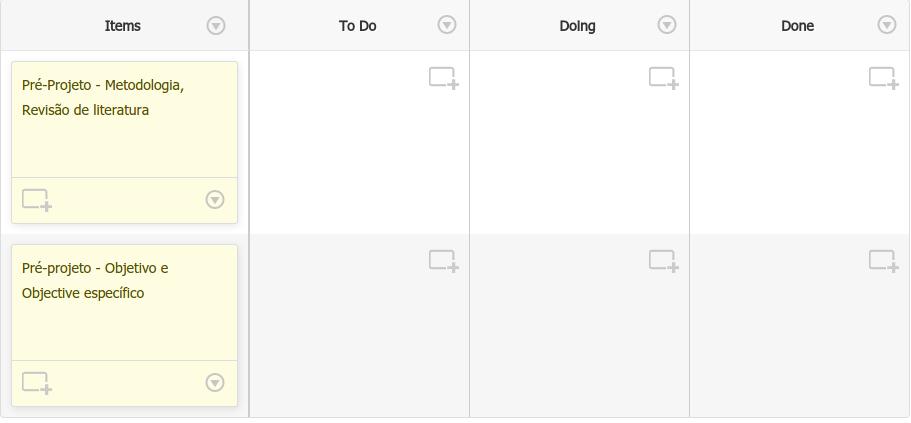 Items
To Do
Doing
Done
Pré-Projeto - Metodologia,
Revisão de literatura
Pré-projeto - Objetivo e
Objective específico